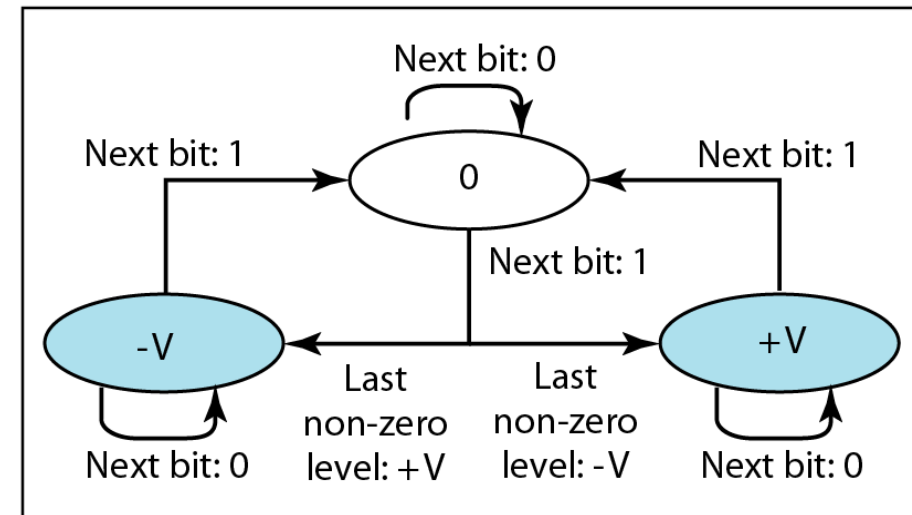 Next bit: 0
Next bit: 1
Next bit: 1
0
Next bit: 1
-V
+V
Last
non-zero
level: +V
Last
non-zero
level: -V
Next bit: 0
Next bit: 0